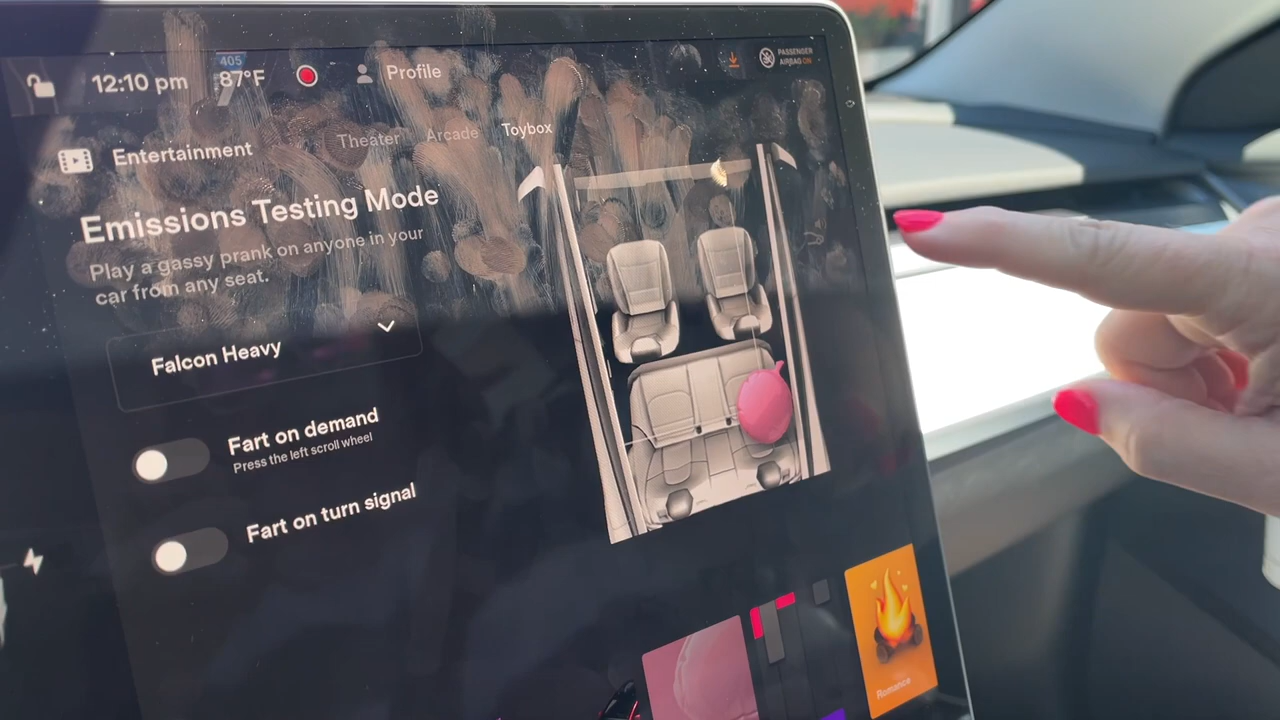 12:10 pm
405
87°F
Profile
PASSENGER
AIRBAG ON
Entertainment
Theater
Arcade
Toybox
Emissions Testing Mode
Play a gassy prank on anyone in your
car from any seat.
Falcon Heavy
Fart on demand
Press the left scroll wheel
Fart on turn signal
Romance